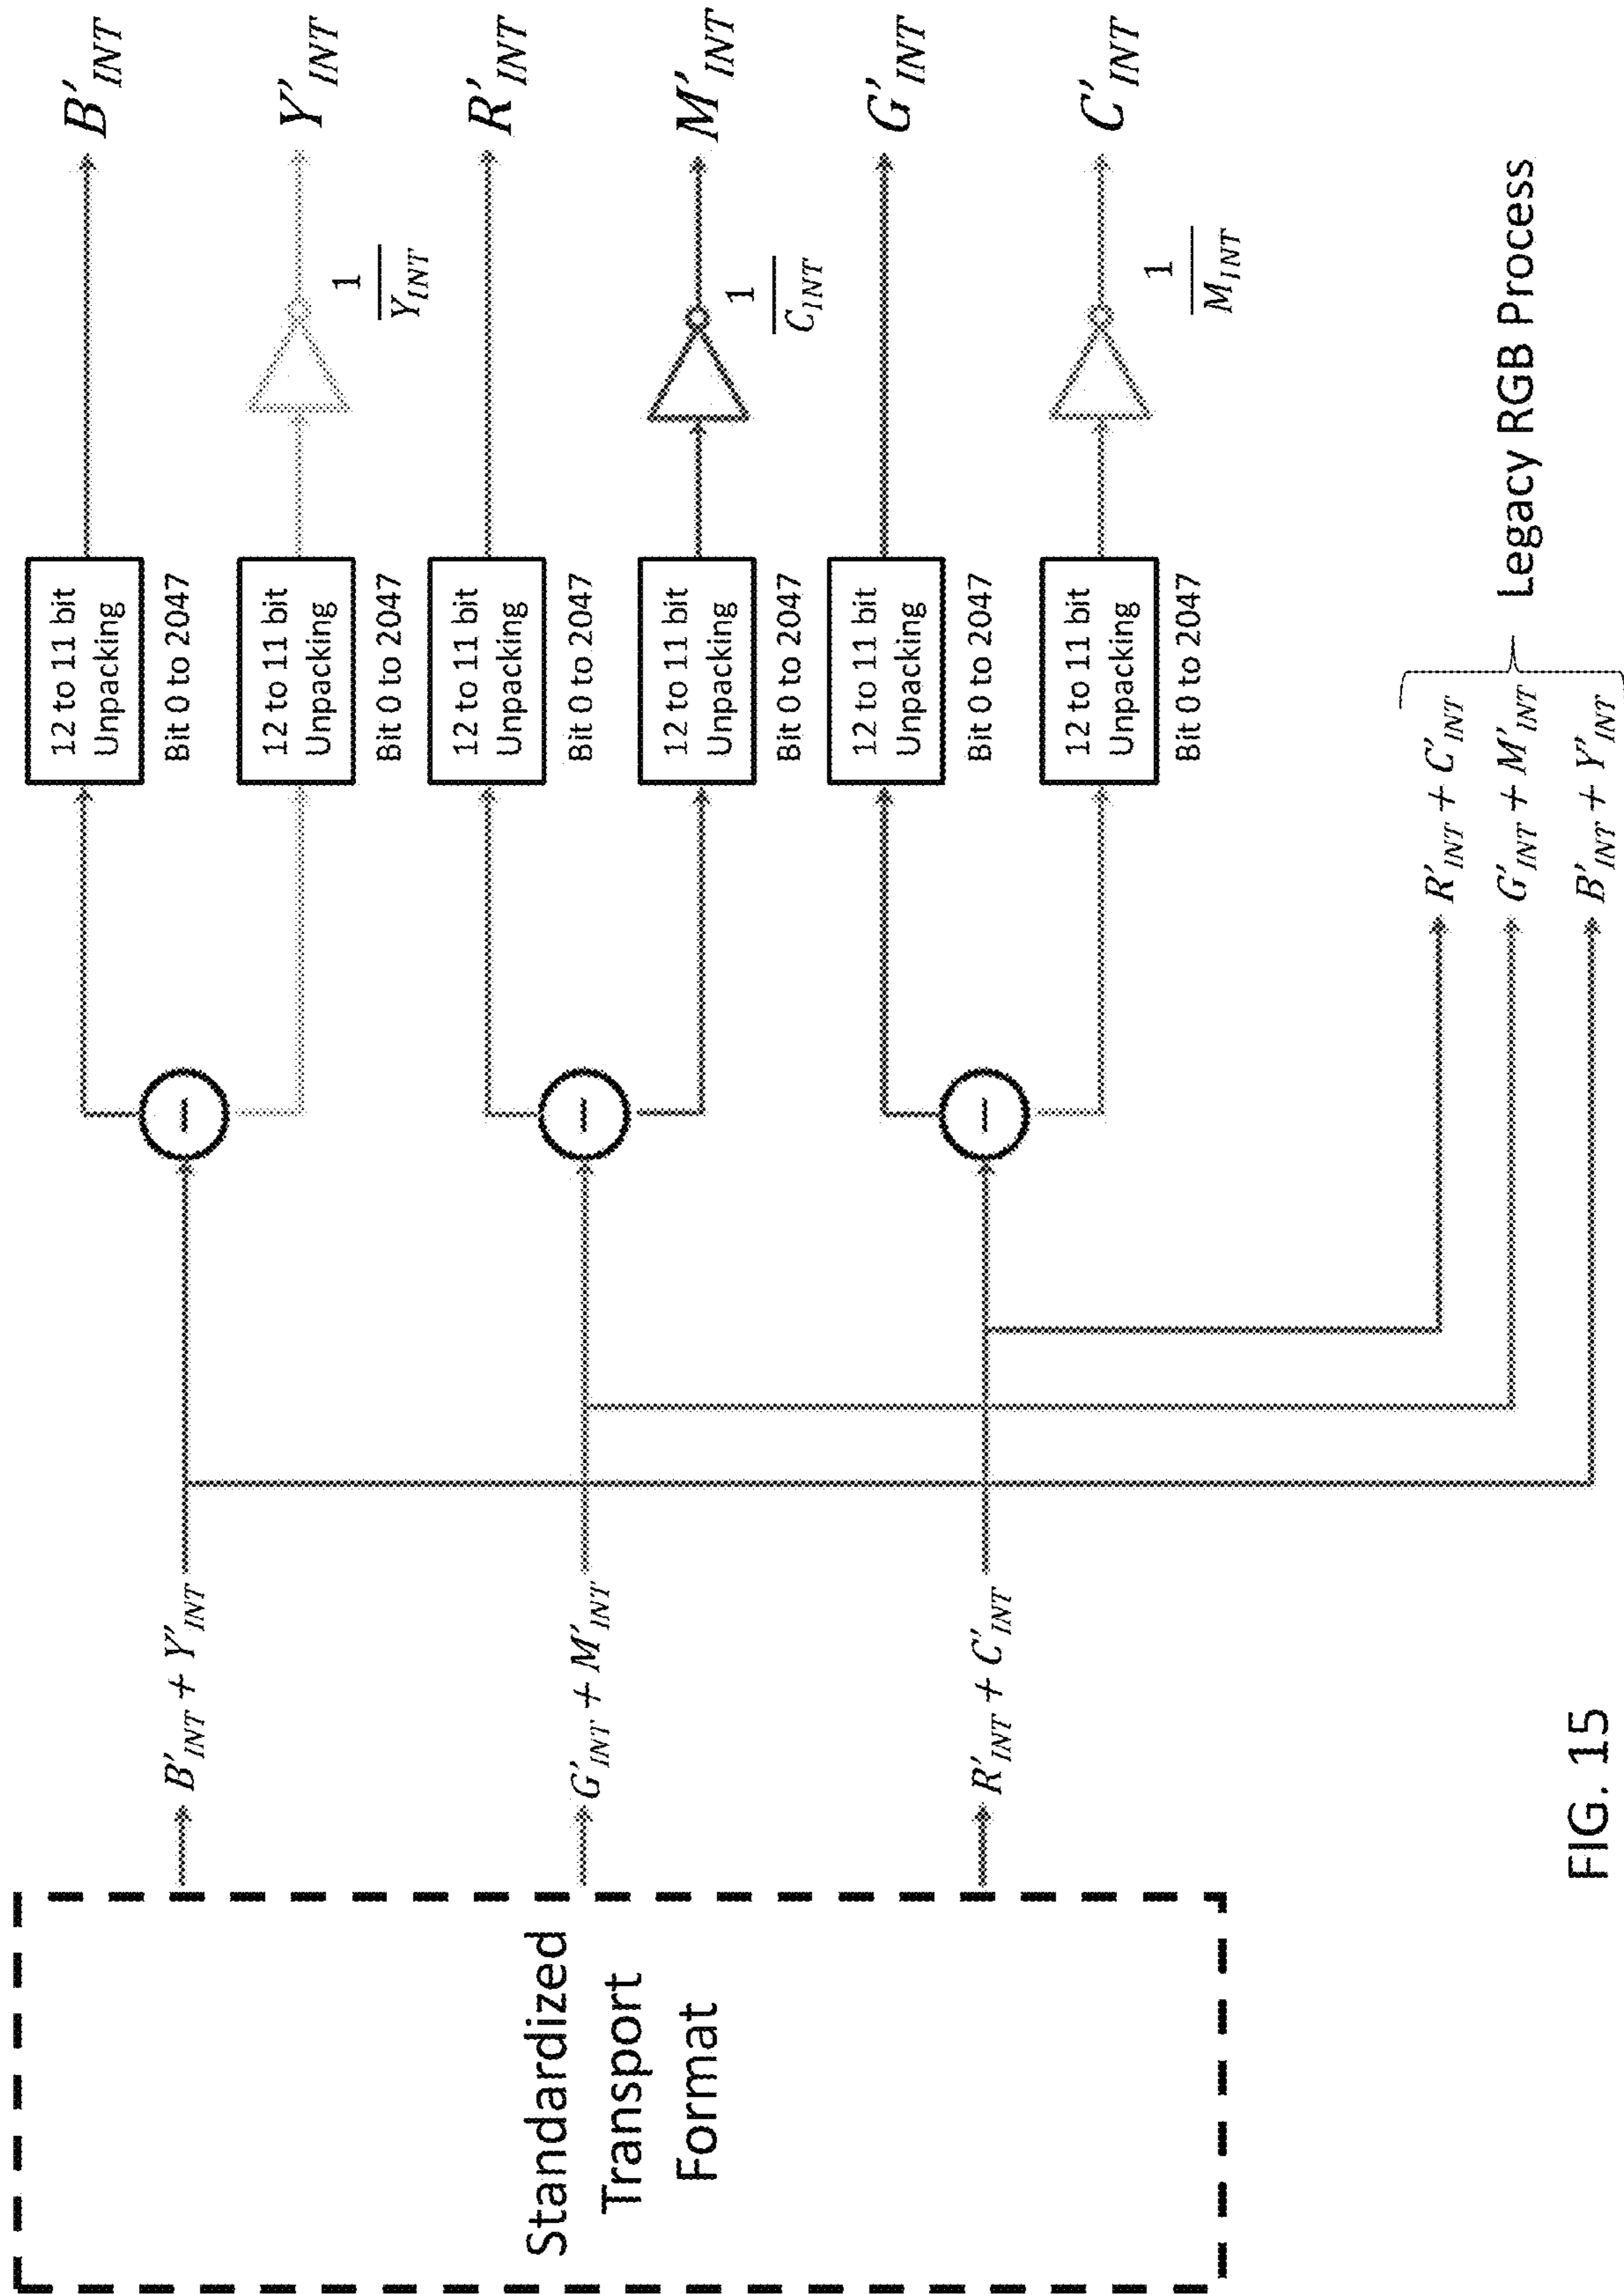 Standardized
Transport
Format
B'INT + Y'INT
G'INT + M'INT
R'INT + C'INT
−
−
−
12 to 11 bit
Unpacking
Bit 0 to 2047
B'INT
12 to 11 bit
Unpacking
Bit 0 to 2047
1
YINT
Y'INT
12 to 11 bit
Unpacking
Bit 0 to 2047
R'INT
12 to 11 bit
Unpacking
Bit 0 to 2047
1
CINT
M'INT
12 to 11 bit
Unpacking
Bit 0 to 2047
G'INT
12 to 11 bit
Unpacking
Bit 0 to 2047
1
MINT
C'INT
R'INT + C'INT
G'INT + M'INT
B'INT + Y'INT
Legacy RGB Process
FIG. 15